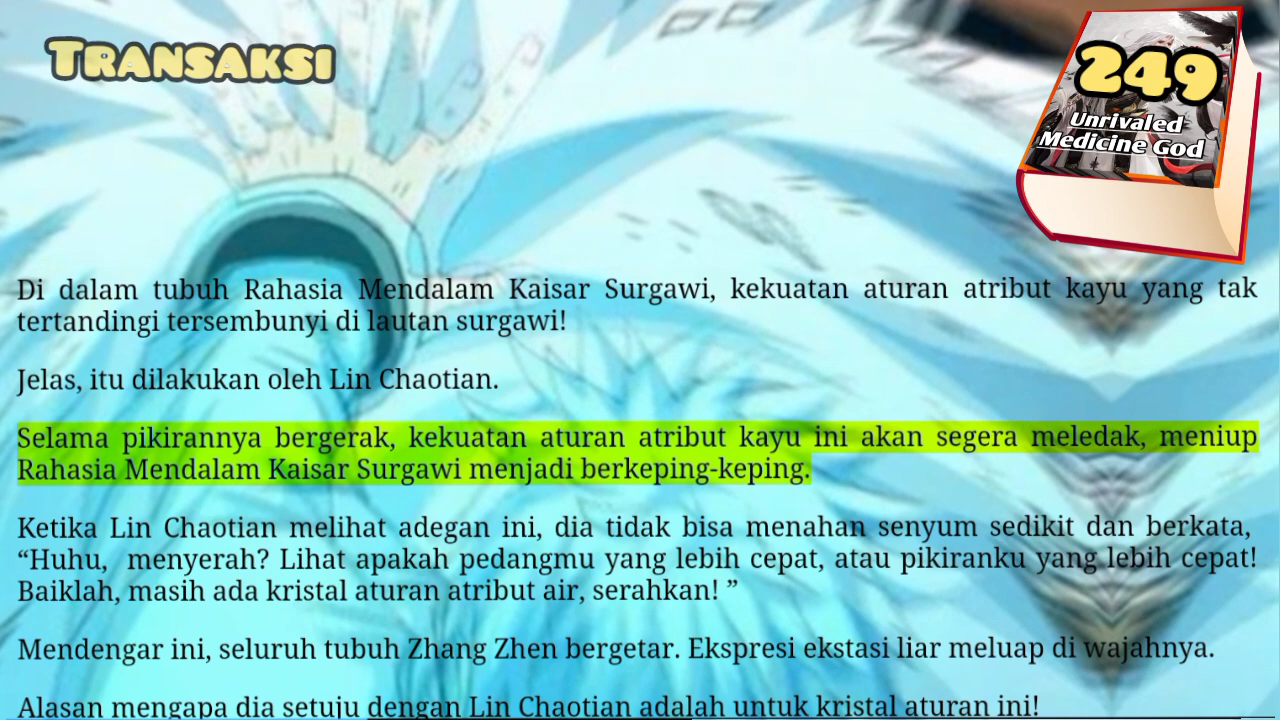 TRANSAKSI
249
Unrivaled
Medicine God
Di dalam tubuh Rahasia Mendalam Kaisar Surgawi, kekuatan aturan atribut kayu yang tak
tertandingi tersembunyi di lautan surgawi!
Jelas, itu dilakukan oleh Lin Chaotian.
Selama pikirannya bergerak, kekuatan aturan atribut kayu ini akan segera meledak, meniup
Rahasia Mendalam Kaisar Surgawi menjadi berkeping-keping.
Ketika Lin Chaotian melihat adegan ini, dia tidak bisa menahan senyum sedikit dan berkata,
“Huhu, menyerah? Lihat apakah pedangmu yang lebih cepat, atau pikiranku yang lebih cepat!
Baiklah, masih ada kristal aturan atribut air, serahkan! ”
Mendengar ini, seluruh tubuh Zhang Zhen bergetar. Ekspresi ekstasi liar meluap di wajahnya.
Alasan mengapa dia setuju dengan Lin Chaotian adalah untuk kristal aturan ini!